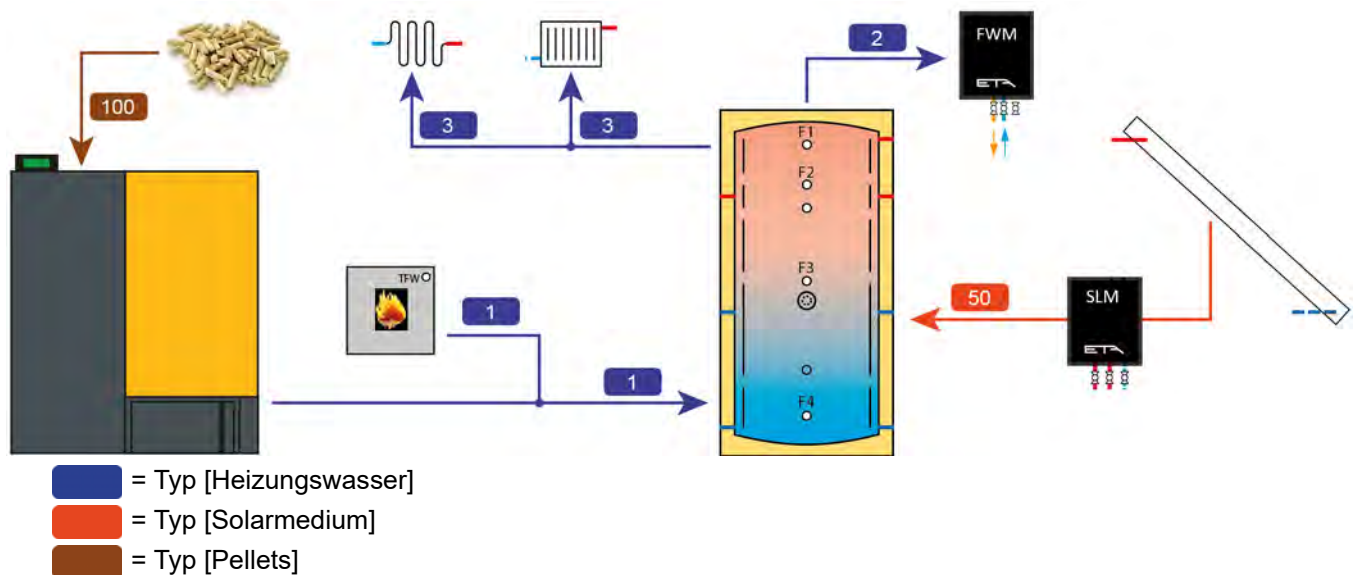 2
FWM
ETA
100
3
3
F1
F2
TFW
F3
1
50
SLM
ETA
1
F4
= Typ [Heizungswasser]
= Typ [Solarmedium]
= Typ [Pellets]